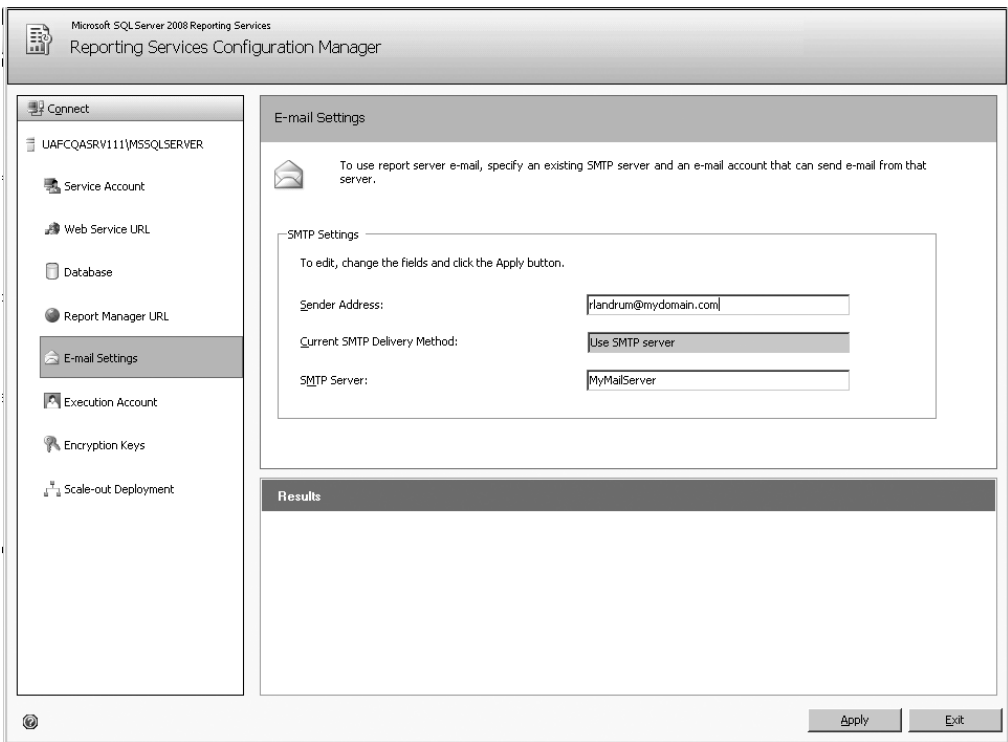 Microsoft SQL Server 2008 Reporting Services
Reporting Services Configuration Manager
Connect
UAFCQASRV111\MSSQLSERVER
Service Account
Web Service URL
Database
Report Manager URL
E-mail Settings
Execution Account
Encryption Keys
Scale-out Deployment
E-mail Settings
To use report server e-mail, specify an existing SMTP server and an e-mail account that can send e-mail from that
server.
SMTP Settings
To edit, change the fields and click the Apply button.
Sender Address:
rlandrum@mydomain.com
Current SMTP Delivery Method:
Use SMTP server
SMTP Server:
MyMailServer
Results
Apply
Exit